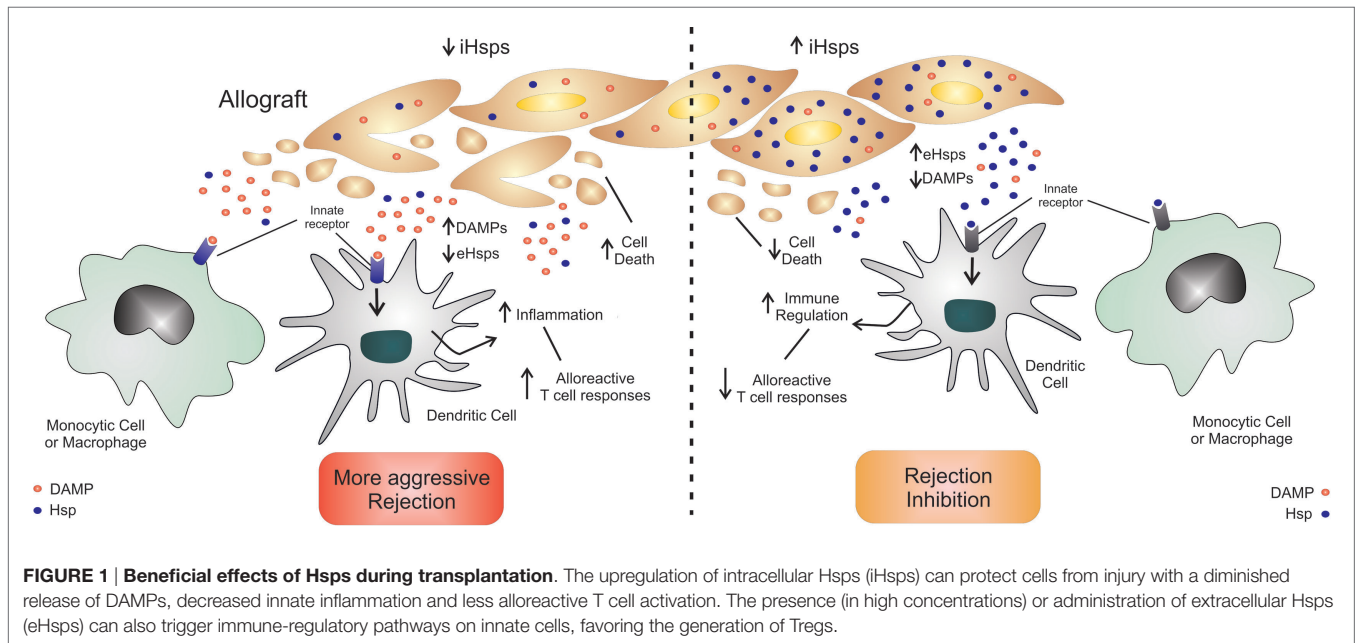 ↓ iHsps
Allograft
Innate
receptor
↑DAMPs
↓eHsps
↑ Cell
Death
↑ Inflammation
↑ Alloreactive
T cell responses
Dendritic Cell
Monocytic Cell
or Macrophage
More aggressive
Rejection
DAMP
Hsp
↑ iHsps
↑eHsps
↓DAMPs
Innate
receptor
↓ Cell
Death
↑ Immune
Regulation
↓ Alloreactive
T cell responses
Dendritic
Cell
Monocytic Cell
or Macrophage
Rejection
Inhibition
DAMP
Hsp
FIGURE 1 | Beneficial effects of Hsps during transplantation. The upregulation of intracellular Hsps (iHsps) can protect cells from injury with a diminished
release of DAMPs, decreased innate inflammation and less alloreactive T cell activation. The presence (in high concentrations) or administration of extracellular Hsps
(eHsps) can also trigger immune-regulatory pathways on innate cells, favoring the generation of Tregs.